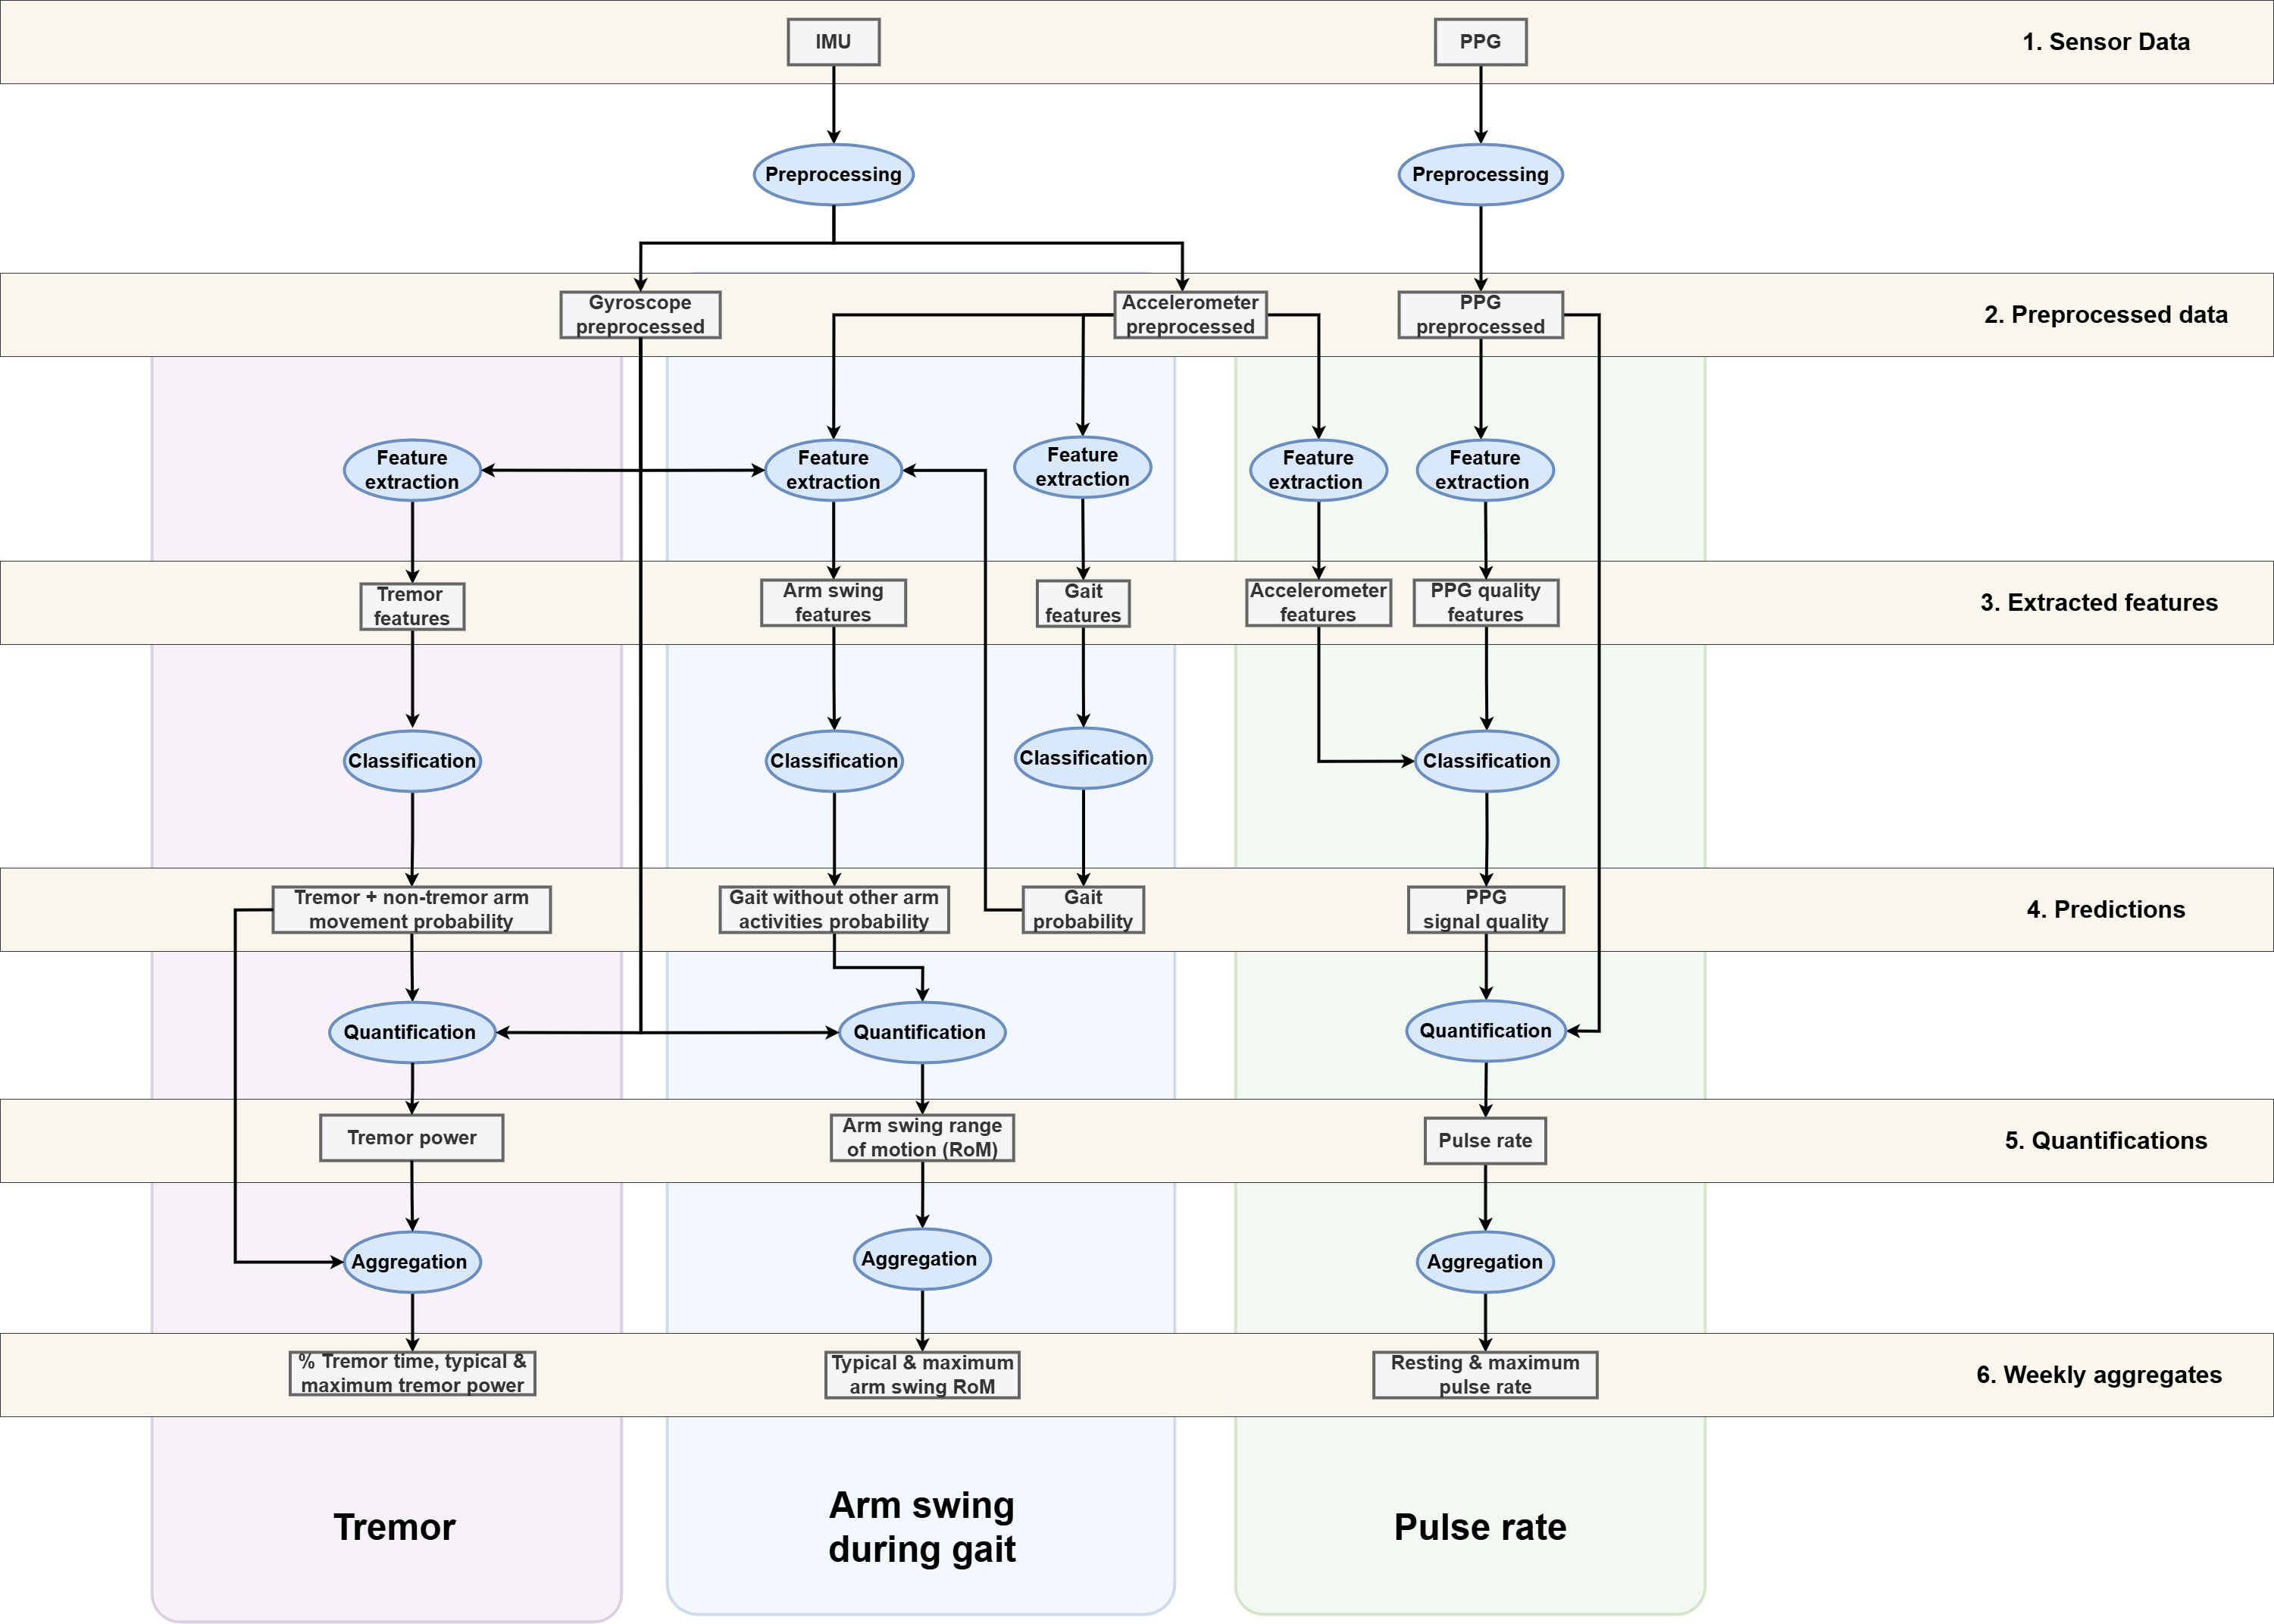 IMU
PPG
1. Sensor Data
Preprocessing
Preprocessing
Gyroscope
preprocessed
Accelerometer
preprocessed
PPG
preprocessed
2. Preprocessed data
Feature
extraction
Feature
extraction
Feature
extraction
Feature
extraction
Feature
extraction
Tremor
features
Arm swing
features
Gait
features
Accelerometer
features
PPG quality
features
3. Extracted features
Classification
Classification
Classification
Classification
Tremor + non-tremor arm
movement probability
Gait without other arm
activities probability
Gait
probability
PPG
signal quality
4. Predictions
Quantification
Quantification
Quantification
Tremor power
Arm swing range
of motion (RoM)
Pulse rate
5. Quantifications
Aggregation
Aggregation
Aggregation
% Tremor time, typical &
maximum tremor power
Typical & maximum
arm swing RoM
Resting & maximum
pulse rate
6. Weekly aggregates
Tremor
Arm swing
during gait
Pulse rate